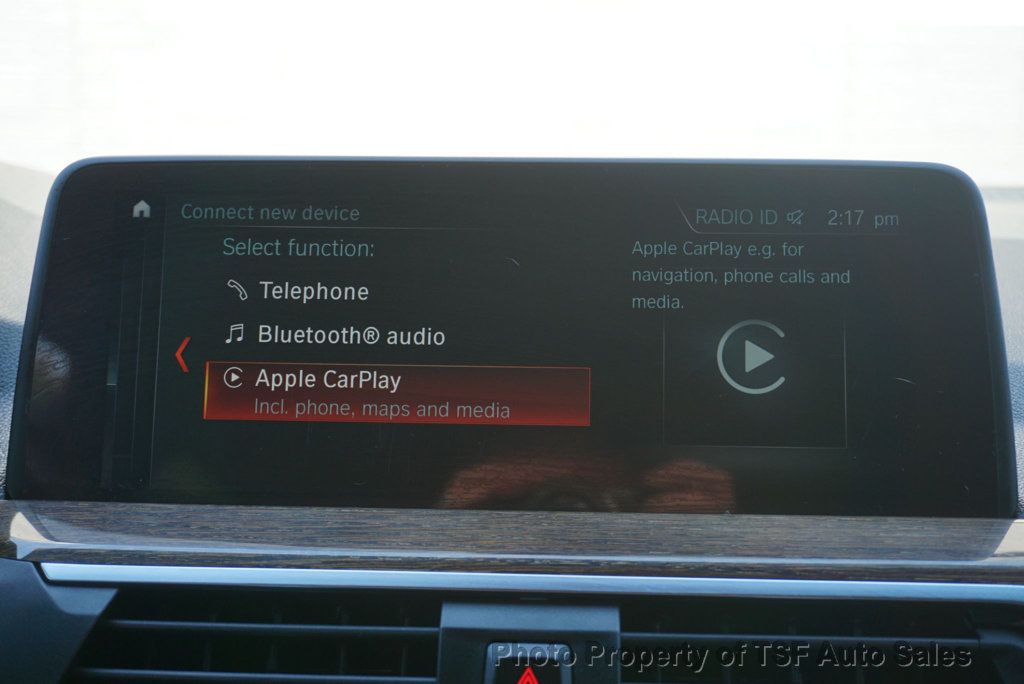 Connect new device
RADIO ID 2:17 pm
Select function:
Telephone
Bluetooth® audio
Apple CarPlay
Incl. phone, maps and media
Apple CarPlay e.g. for
navigation, phone calls and
media.
Photo Property of TSF Auto Sales